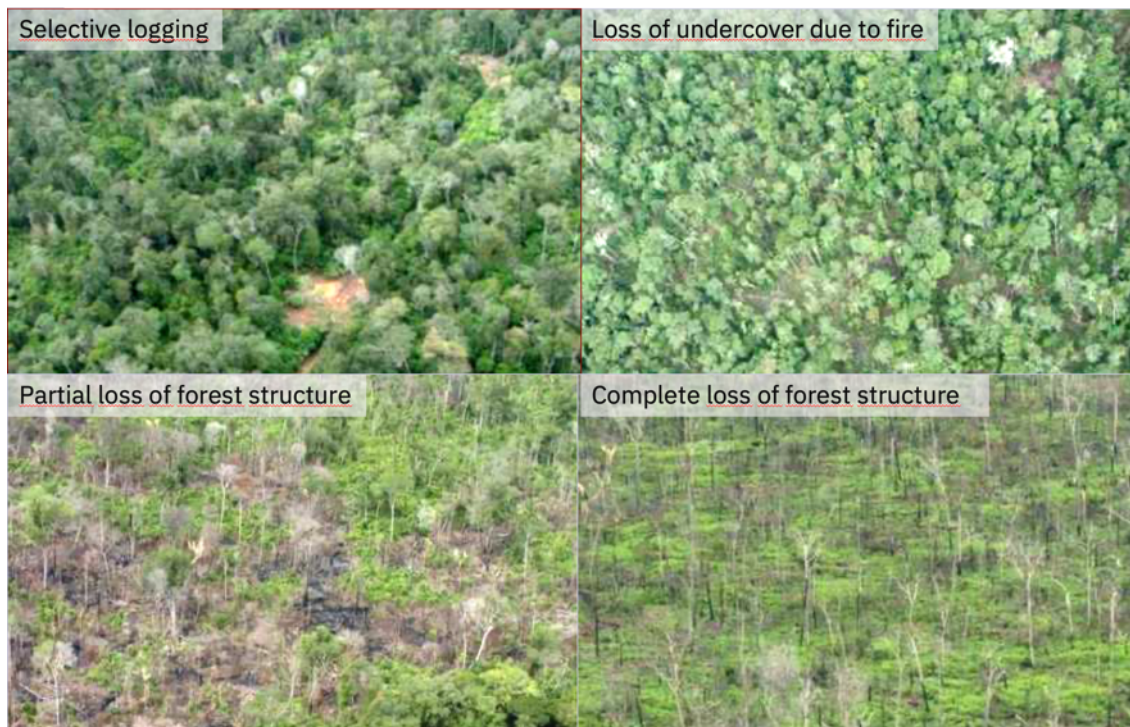 Selective logging
Loss of undercover due to fire
Partial loss of forest structure
Complete loss of forest structure